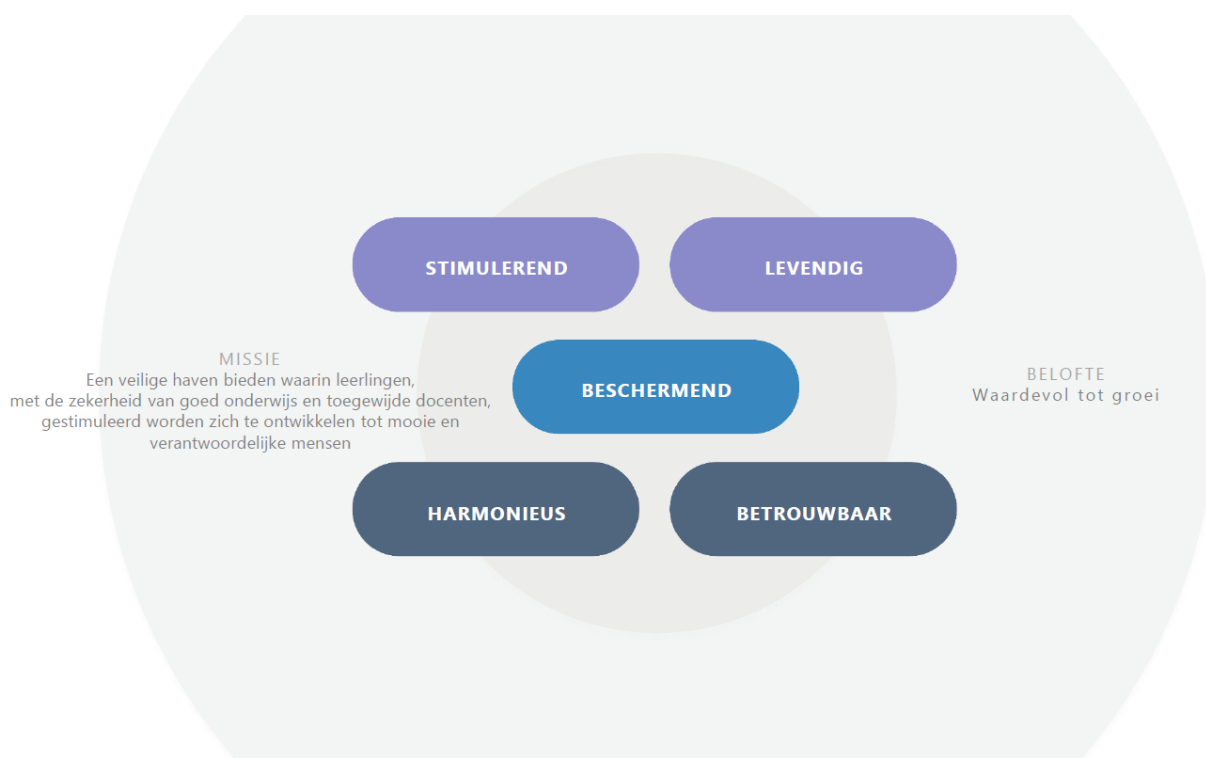 STIMULEREND
LEVENDIG
MISSIE
Een veilige haven bieden waarin leerlingen,
met de zekerheid van goed onderwijs en toegewijde docenten,
gestimuleerd worden zich te ontwikkelen tot mooie en
verantwoordelijke mensen
BESCHERMEND
BELOFTE
Waardevol tot groei
HARMONIEUS
BETROUWBAAR